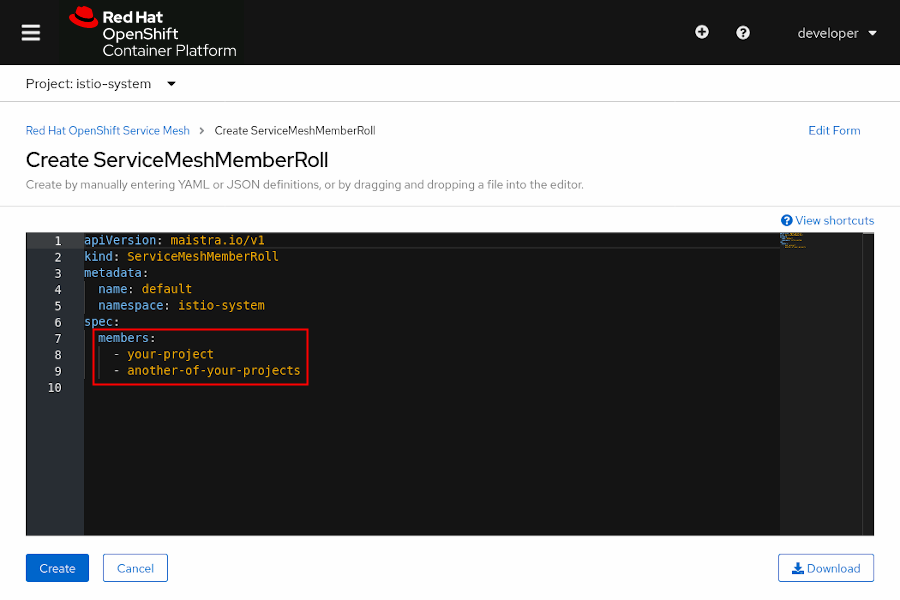 Red Hat
OpenShift
Container Platform
developer
Project: istio-system
Red Hat OpenShift Service Mesh > Create ServiceMeshMemberRoll
Edit Form
Create ServiceMeshMemberRoll
Create by manually entering YAML or JSON definitions, or by dragging and dropping a file into the editor.
View shortcuts
1 apiVersion: maistra.io/v1
2 kind: ServiceMeshMemberRoll
3 metadata:
4   name: default
5   namespace: istio-system
6 spec:
7   members:
8     - your-project
9     - another-of-your-projects
10
Create
Cancel
Download